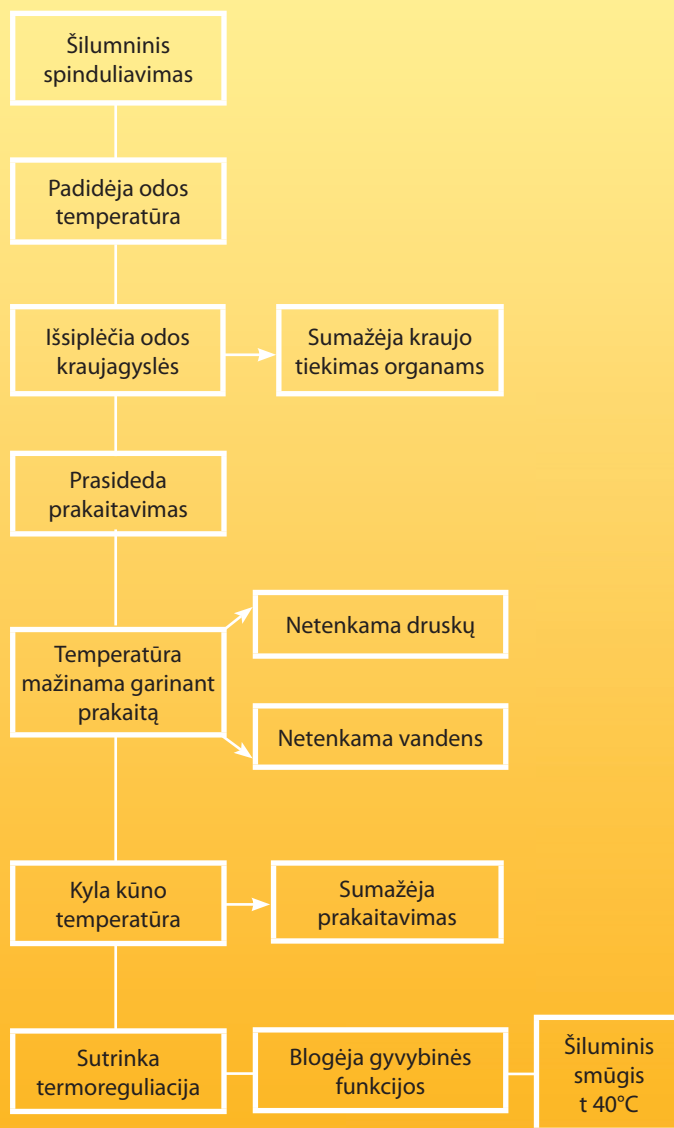 Šilumninis
spinduliavimas
Padidėja odos
temperatūra
Išsiplėčia odos
kraujagyslės
Sumažėja kraujo
tiekimas organams
Prasideda
prakaitavimas
Temperatūra
mažinama garinant
prakaitą
Netenkama druskų
Netenkama vandens
Kyla kūno
temperatūra
Sumažėja
prakaitavimas
Sutrinka
termoreguliacija
Blogėja gyvybinės
funkcijos
Šiluminis
smūgis
t 40°C